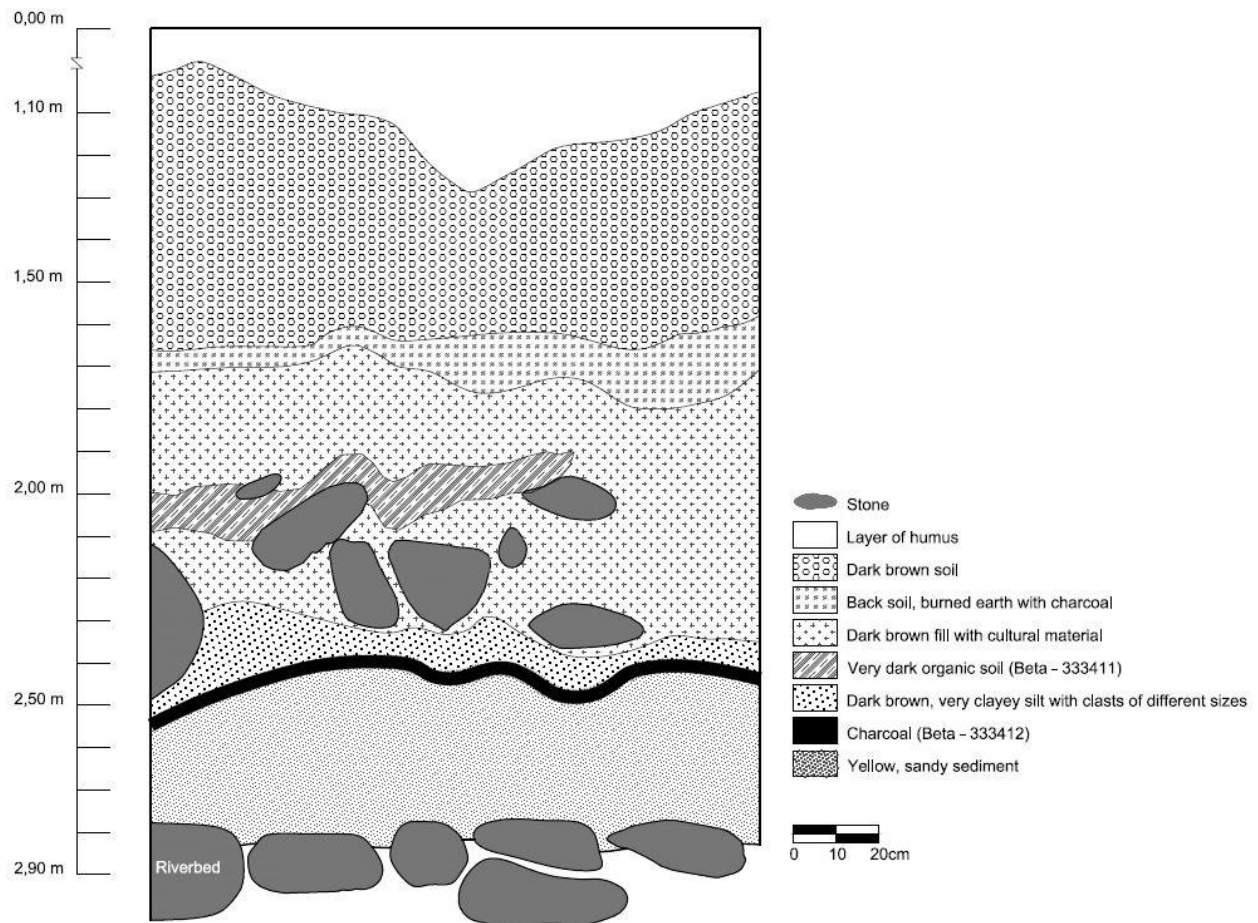 0,00 m
1,10 m
1,50 m
2,00 m
2,50 m
2,90 m
Riverbed
Stone
Layer of humus
Dark brown soil
Back soil, burned earth with charcoal
Dark brown fill with cultural material
Very dark organic soil (Beta - 333411)
Dark brown, very clayey silt with clasts of different sizes
Charcoal (Beta - 333412)
Yellow, sandy sediment
0 10 20cm